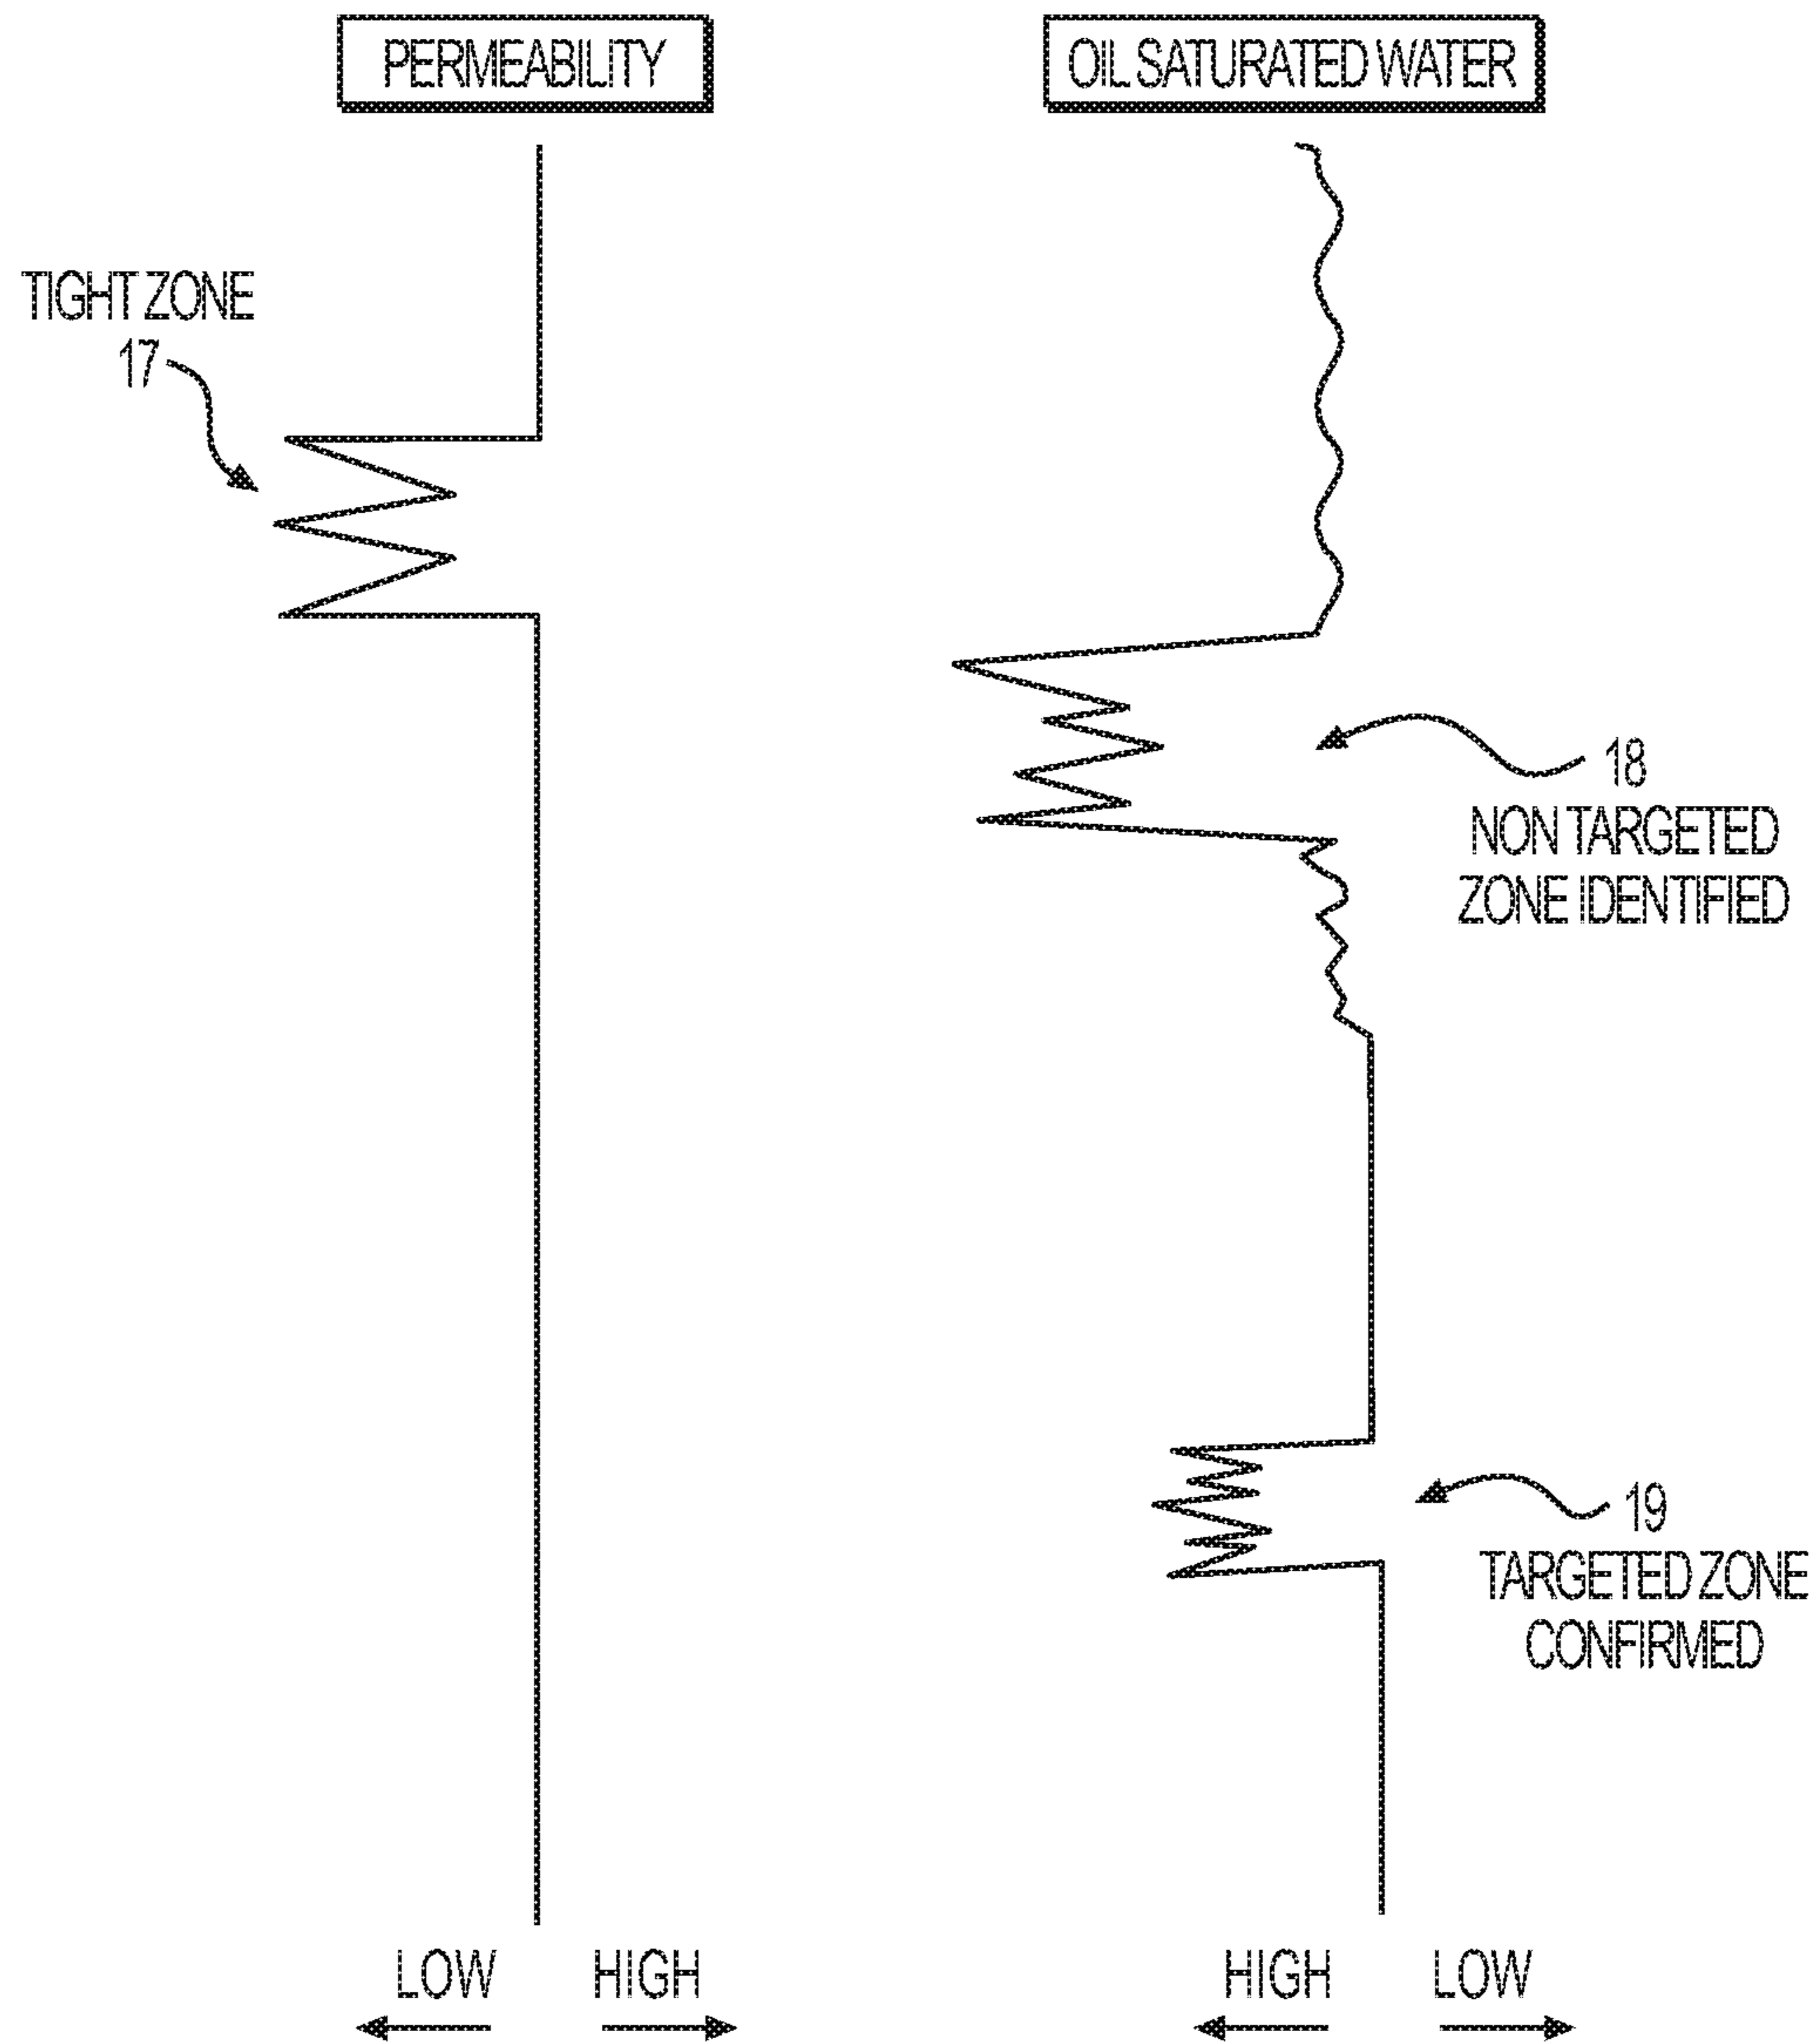 PERMEABILITY
OIL SATURATED WATER
TIGHT ZONE
17
18
NON TARGETED
ZONE IDENTIFIED
19
TARGETED ZONE
CONFIRMED
LOW HIGH
HIGH LOW